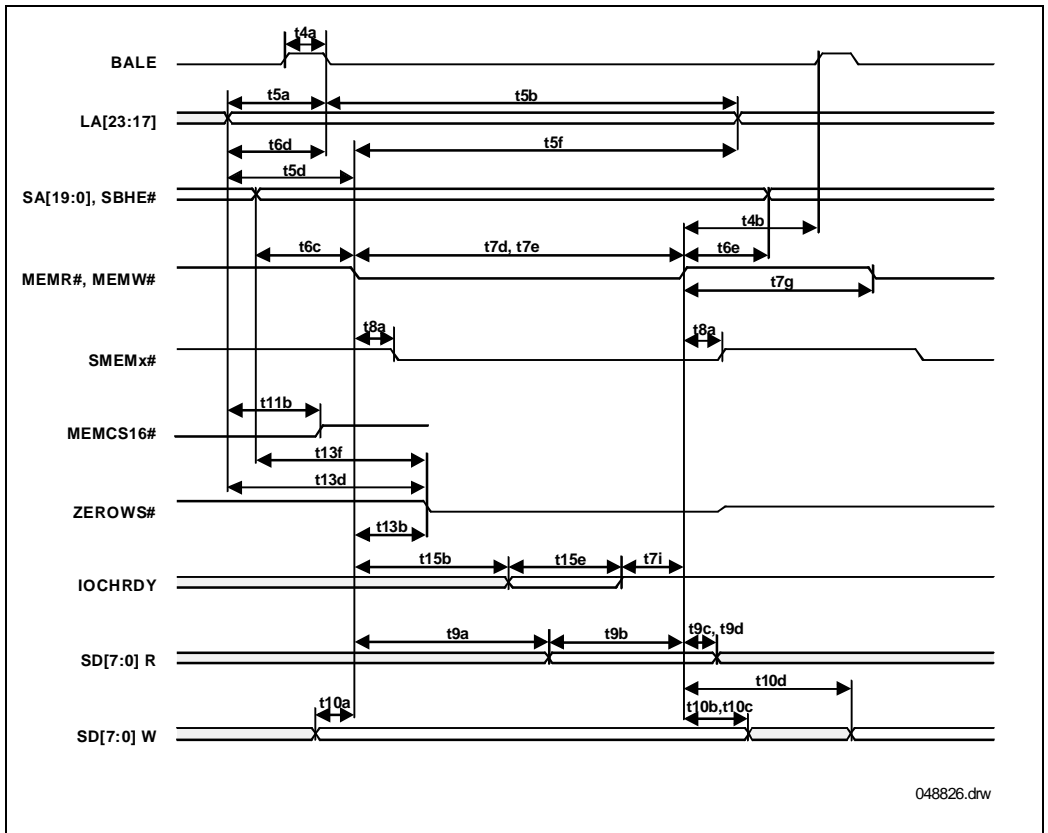 t4a
BALE
t5a
t5b
LA[23:17]
t6d
t5f
t5d
SA[19:0], SBHE#
t4b
t6c
t7d, t7e
t6e
MEMR#, MEMW#
t7g
t8a
t8a
SMEMx#
t11b
MEMCS16#
t13f
t13d
ZEROWS#
t13b
t15b
t15e
t7i
IOCHRDY
t9a
t9b
t9c, t9d
SD[7:0] R
t10d
t10a
t10b,t10c
SD[7:0] W
048826.drw